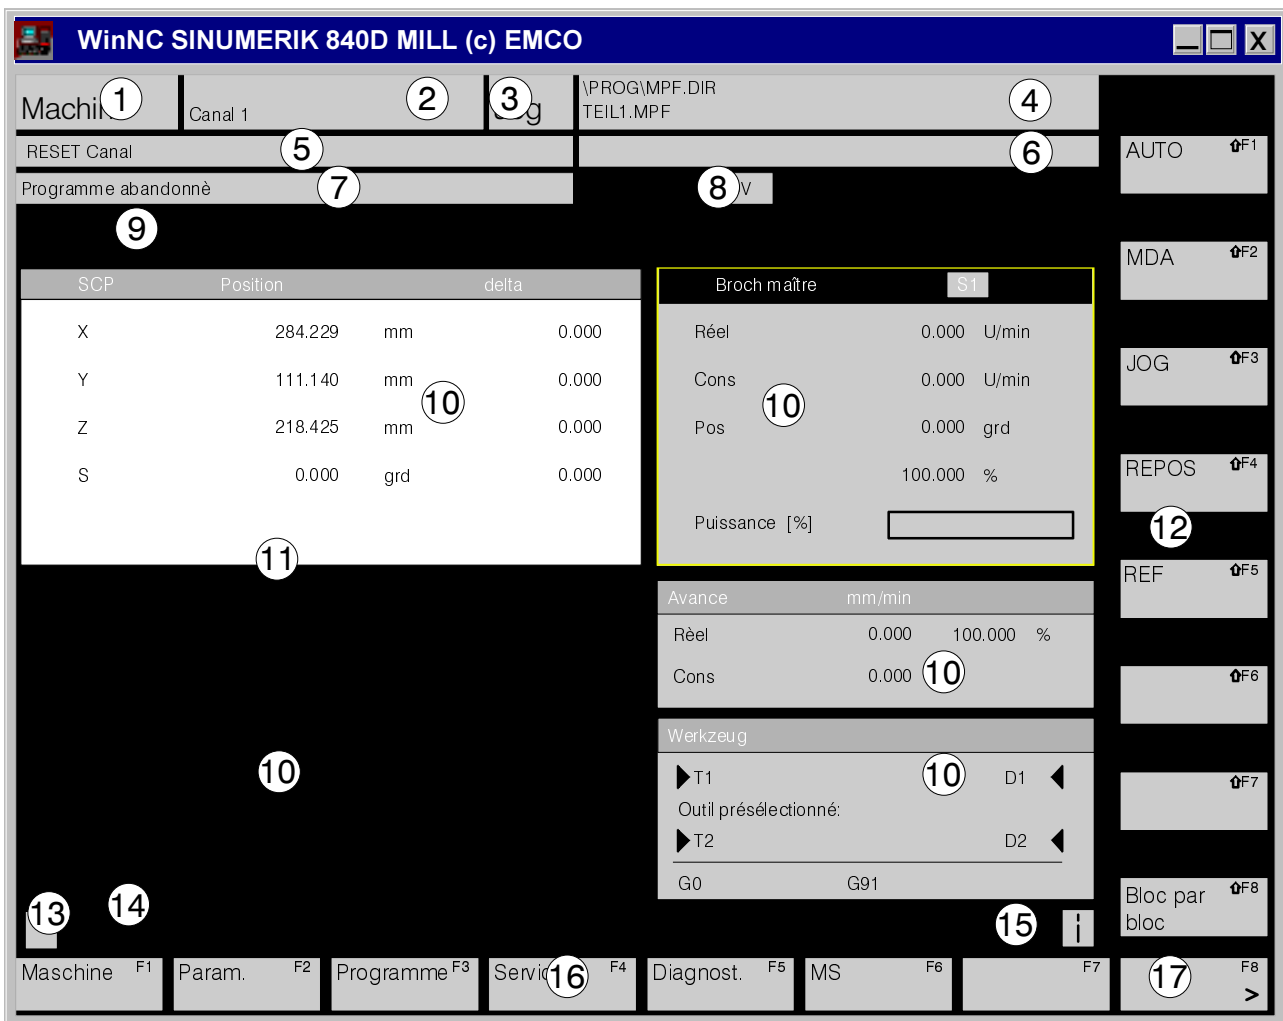 WinNC SINUMERIK 840D MILL (c) EMCO X
1 2 3 \PROG\MPF.DIR 4
Canal 1 TEIL1.MPF
RESET Canal 5 6 AUTO F1
Programme abandonnè 7 8 V
9
MDA F2
SCP Position delta Broch maître S1
X 284.229 mm 0.000 Réel 0.000 U/min
JOG F3
Y 111.140 mm 0.000 Cons 0.000 U/min
10 10
Z 218.425 mm 0.000 Pos 0.000 grd
REPOS F4
S 0.000 grd 0.000 100.000 %
Puissance [%] 12
11
REF F5
Avance mm/min
Rèel 0.000 100.000 %
Cons 0.000 10 F6
Werkzeug
10 T1 10 D1 F7
Outil présélectionné:
T2 D2
G0 G91
Bloc par bloc F8
13 14 15
Maschine F1 Param. F2 Programme F3 16 F4 Diagnost. F5 MS F6 F7 17 F8 >